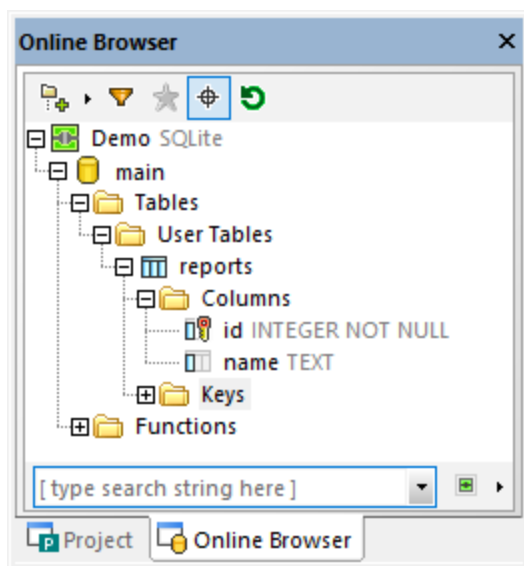 Online Browser
Demo SQLite
main
Tables
User Tables
reports
Columns
id INTEGER NOT NULL
name TEXT
Keys
Functions
[ type search string here ]
Project Online Browser